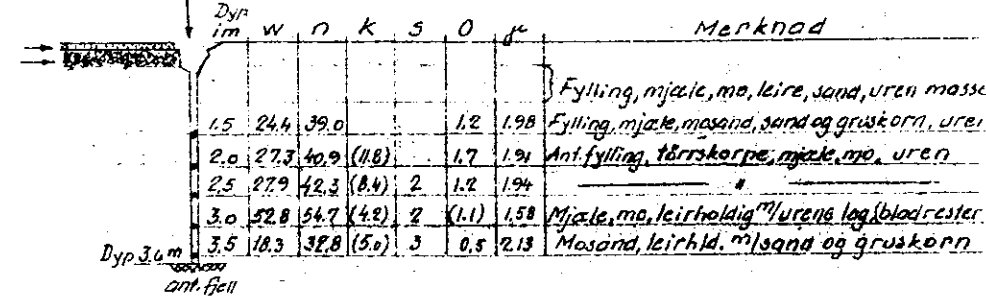 Dyp im w n k s O γ Merknad
Fylling, mjæle, mo, leire, sand, uren masse
1.5 24.4 39.0 1.2 1.98 Fylling, mjæle, mosand, sand og gruskorn, uren
2.0 27.3 40.9 (11.8) 1.7 1.91 Ant. fylling, tørrskorpe, mjæle, mo, uren
2.5 27.9 42.3 (8.4) 2 1.2 1.94 — " —
3.0 52.8 54.7 (4.2) 2 (1.1) 1.58 Mjæle, mo, leirholdig m/urene lag (bladrester
3.5 18.3 32.8 (5.0) 3 0.5 2.13 Mosand, leirhld. m/sand og gruskorn
Dyp 3.6 m
ant. fjell